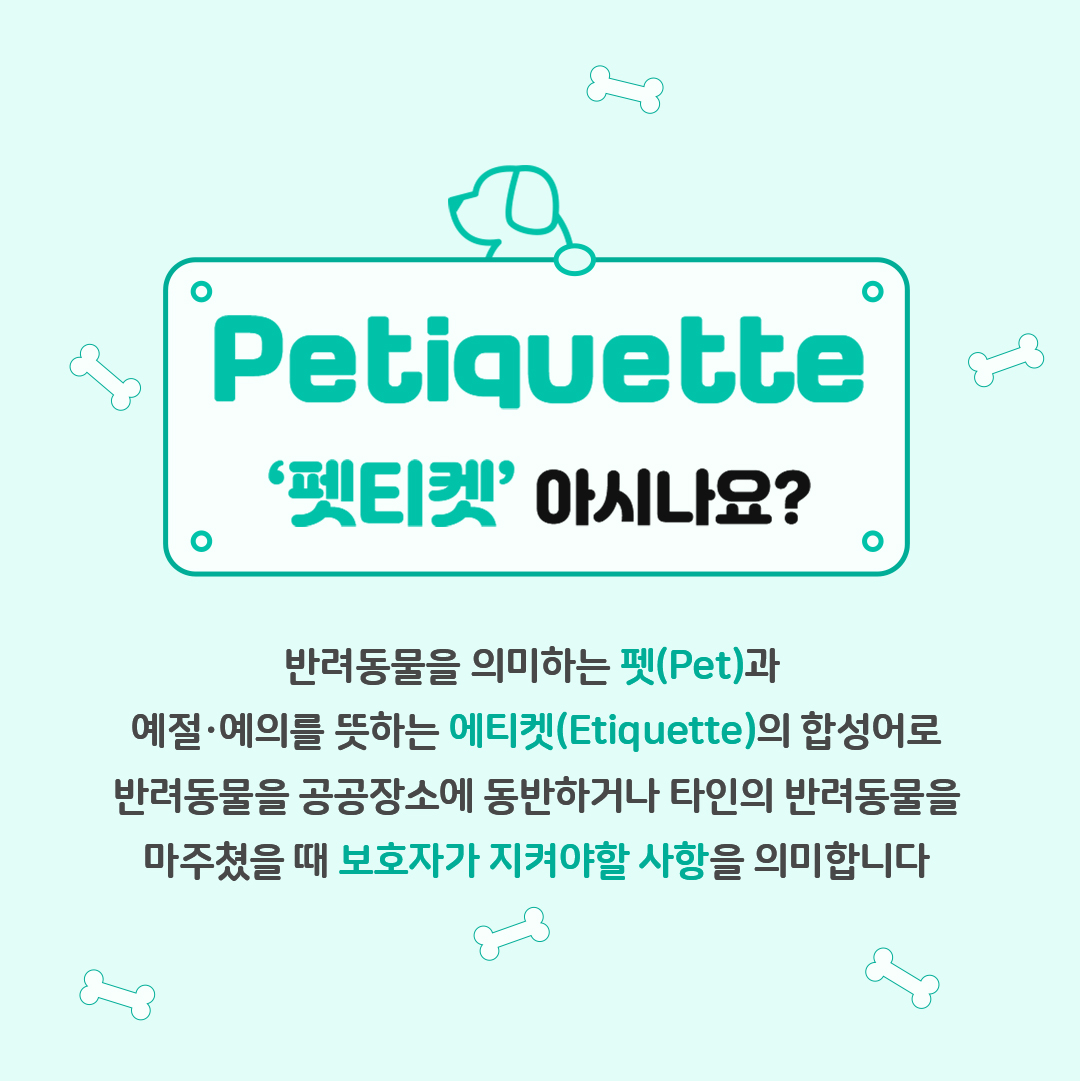 Petiquette
‘펫티켓’ 아시나요?
반려동물을 의미하는 펫(Pet)과
예절·예의를 뜻하는 에티켓(Etiquette)의 합성어로
반려동물을 공공장소에 동반하거나 타인의 반려동물을
마주쳤을 때 보호자가 지켜야할 사항을 의미합니다